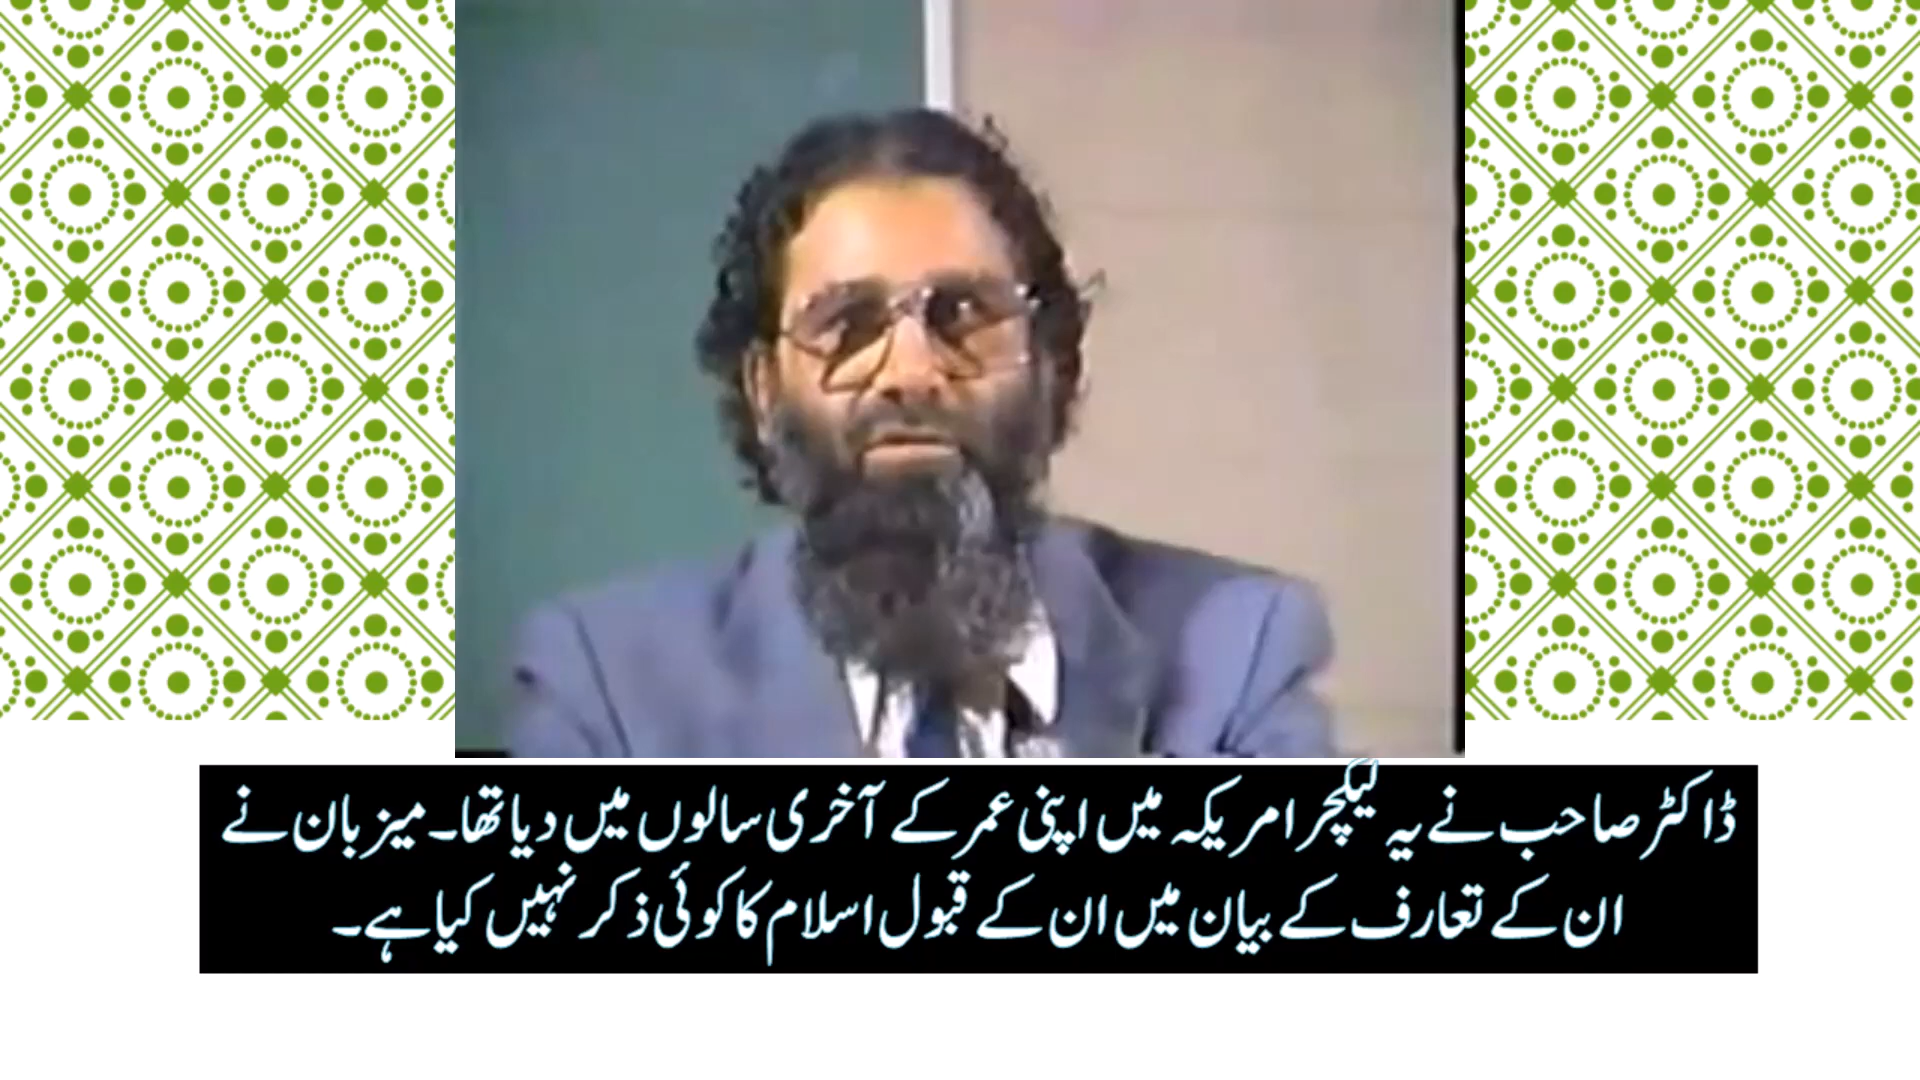 ڈاکٹر صاحب نے یہ لیکچر امریکہ میں اپنی عمر کے آخری سالوں میں دیا تھا۔ میزبان نے
ان کے تعارف کے بیان میں ان کے قبول اسلام کا کوئی ذکر نہیں کیا ہے۔